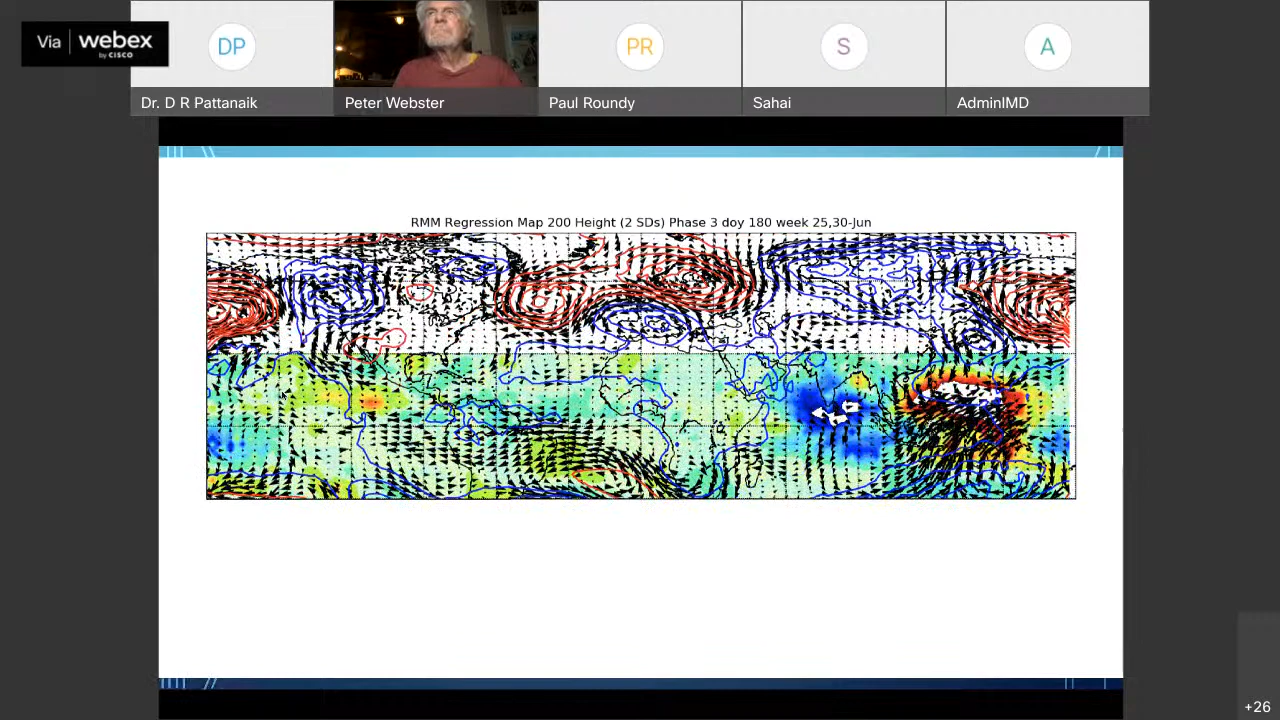 Via webex
by CISCO
DP
PR
S
A
Dr. D R Pattanaik
Peter Webster
Paul Roundy
Sahai
AdminIMD
RMM Regression Map 200 Height (2 SDs) Phase 3 doy 180 week 25,30-Jun
+26